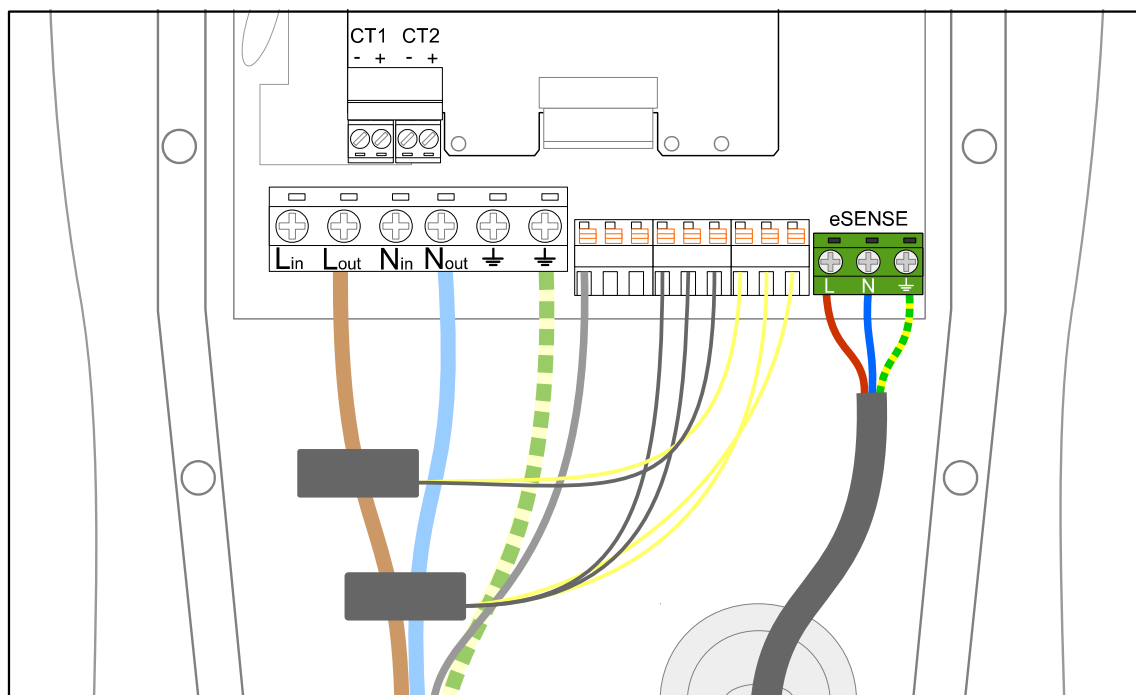 CT1 CT2
- + - +
eSENSE
Lin Lout Nin Nout
L N